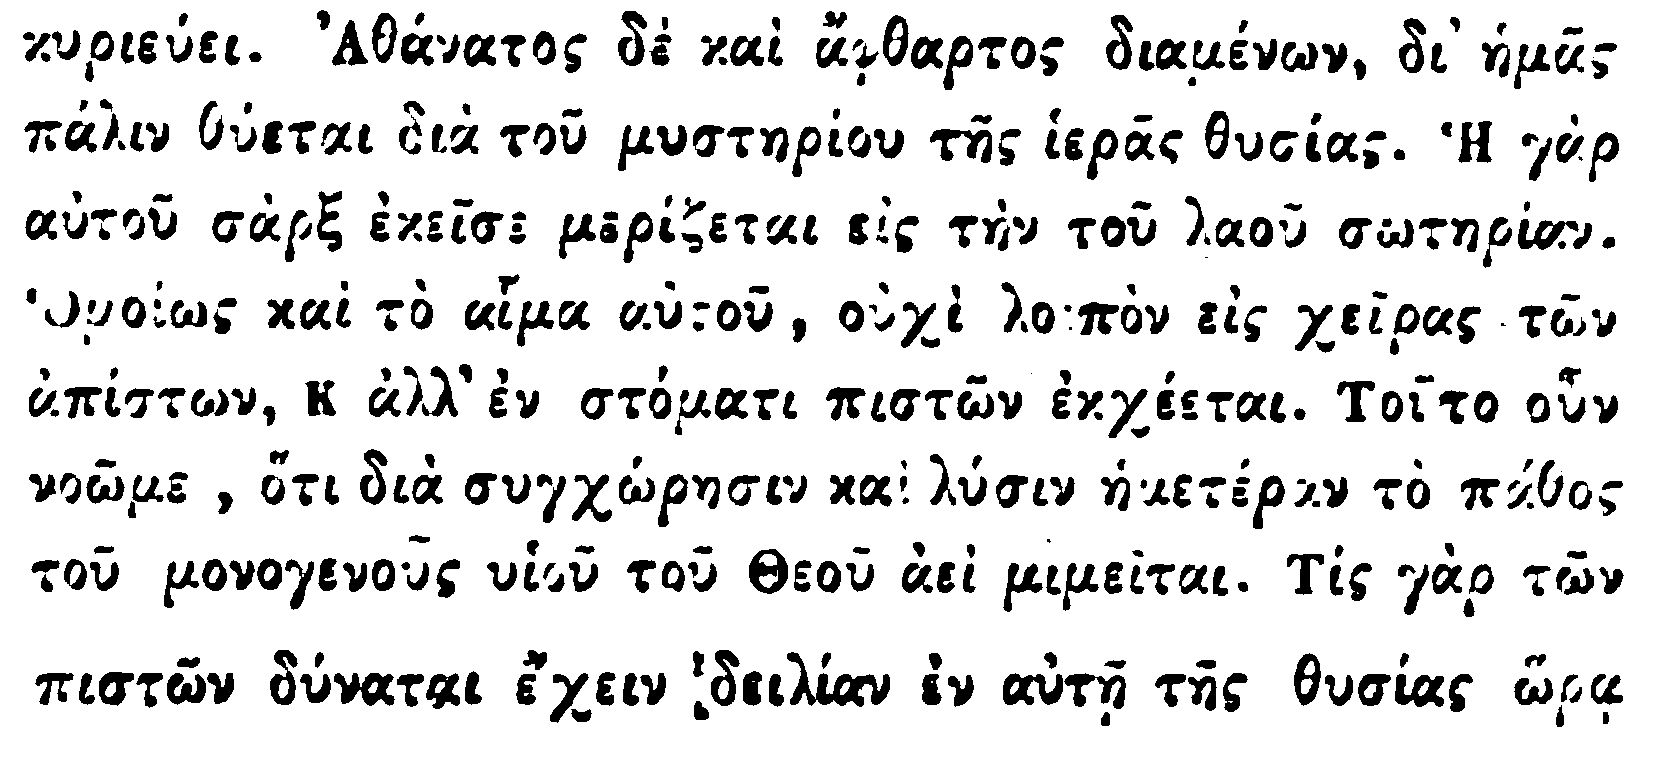 κυριεύει. Ἀθάνατος δὲ καὶ ἄφθαρτος διαμένων, δι' ἡμᾶς
πάλιν θύεται διὰ τοῦ μυστηρίου τῆς ἱερᾶς θυσίας. Ἡ γὰρ
αὐτοῦ σὰρξ ἐκεῖσε μερίζεται εἰς τὴν τοῦ λαοῦ σωτηρίαν.
Ὁμοίως καὶ τὸ αἷμα αὐτοῦ, οὐχὶ λοιπὸν εἰς χεῖρας τῶν
ἀπίστων, K ἀλλ' ἐν στόματι πιστῶν ἐκχέεται. Τοῦτο οὖν
νοῶμε, ὅτι διὰ συγχώρησιν καὶ λύσιν ἡμετέραν τὸ πάθος
τοῦ μονογενοῦς υἱοῦ τοῦ Θεοῦ ἀεὶ μιμεῖται. Τίς γὰρ τῶν
πιστῶν δύναται ἔχειν δειλίαν ἐν αὐτῇ τῆς θυσίας ὥρᾳ